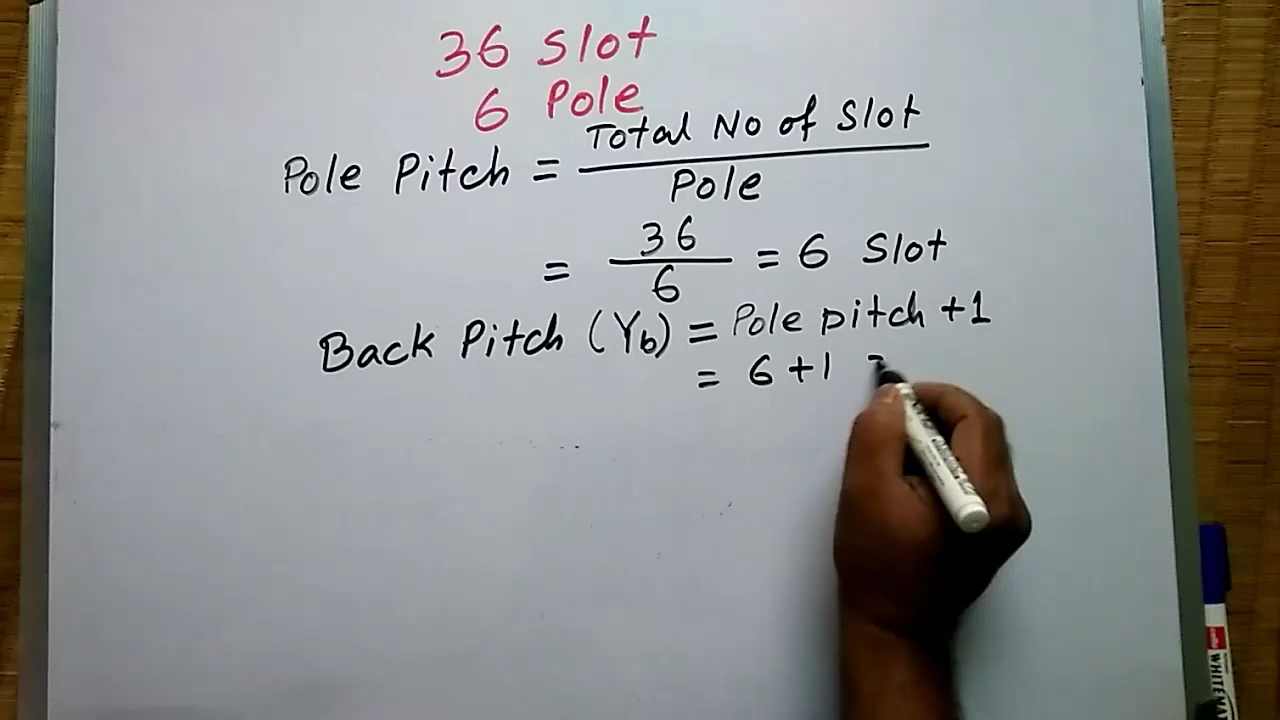 36 Slot
6 Pole
Pole Pitch = Total No of Slot / Pole
= 36 / 6 = 6 Slot
Back Pitch (Yb) = Pole pitch +1
= 6 +1